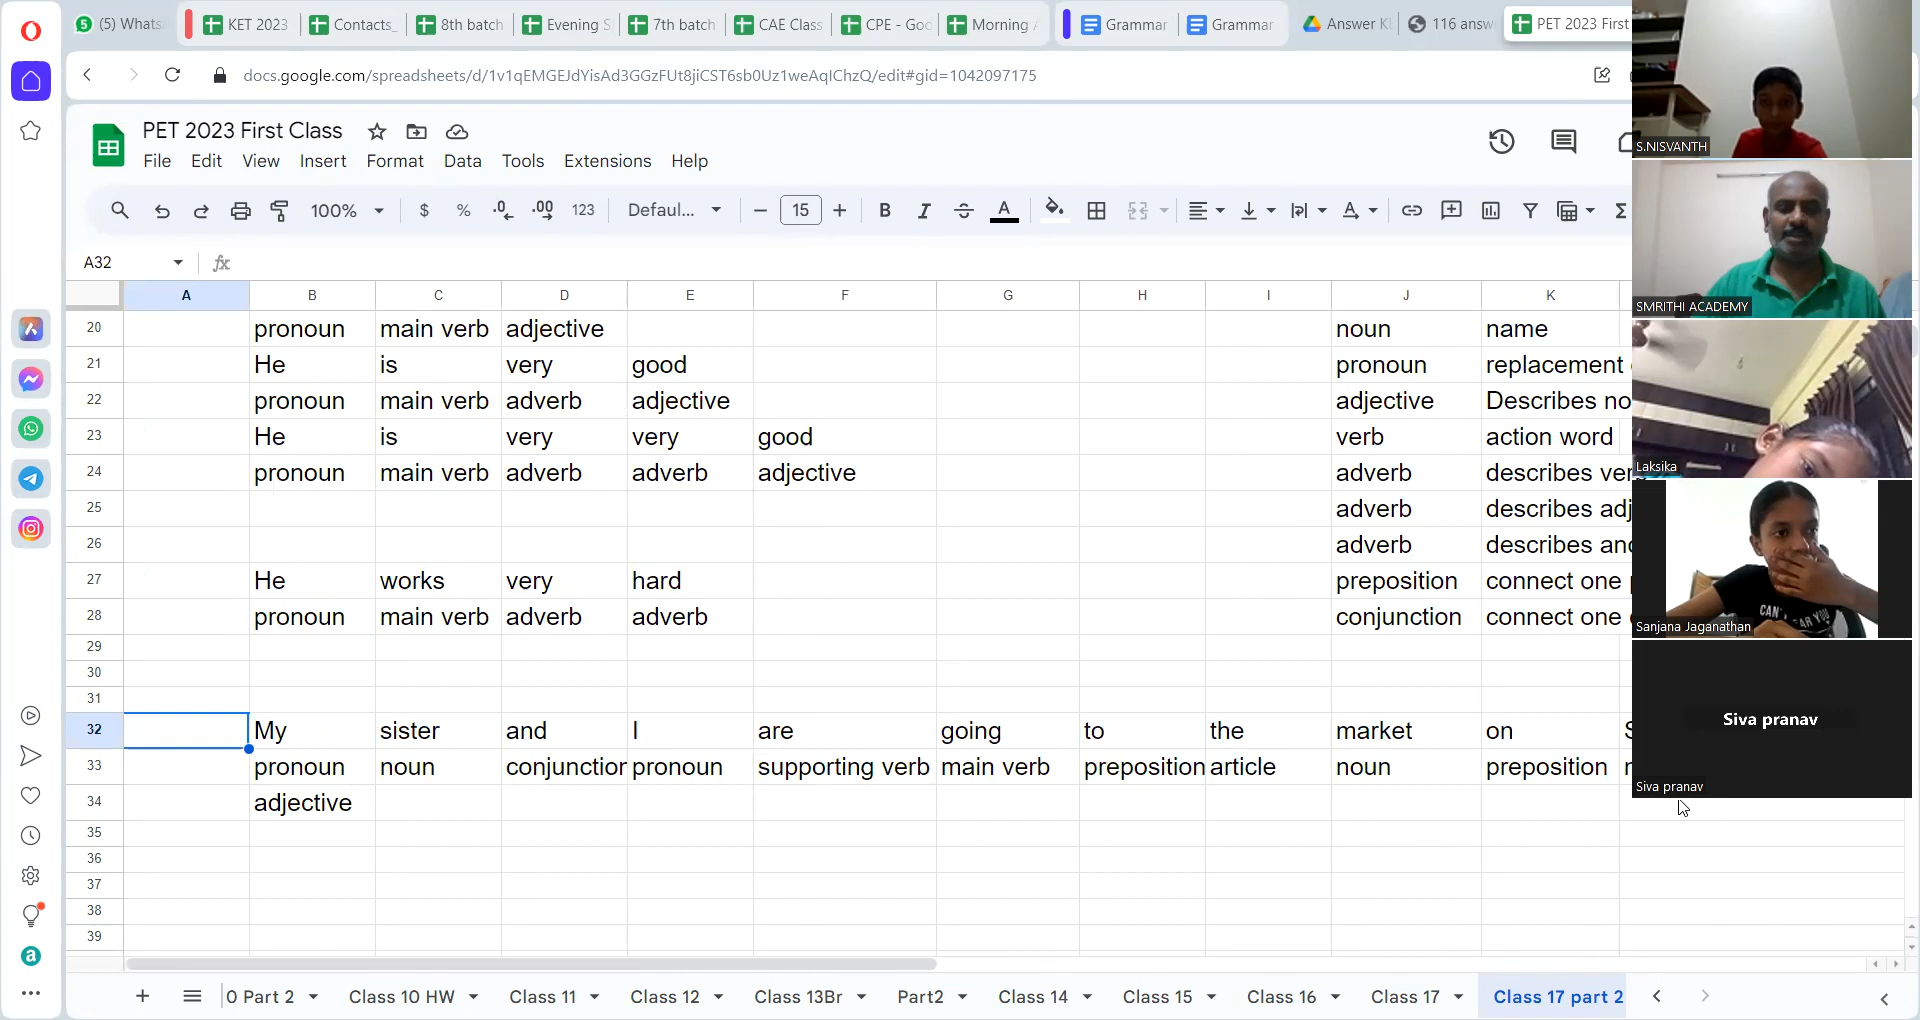 (5) Whats
KET 2023
Contacts_
8th batch
Evening S
7th batch
CAE Class
CPE - Goo
Morning A
Grammar
Grammar
Answer K
116 answ
PET 2023 First
docs.google.com/spreadsheets/d/1v1qEMGEJdYisAd3GGzFUt8jiCST6sb0Uz1weAqIChzQ/edit#gid=1042097175
PET 2023 First Class
File Edit View Insert Format Data Tools Extensions Help
100% $ % .0 .00 123 Defaul... 15 B I A
A32 fx
A B C D E F G H I J K
20 pronoun main verb adjective noun name
21 He is very good pronoun replacement
22 pronoun main verb adverb adjective adjective Describes no
23 He is very very good verb action word
24 pronoun main verb adverb adverb adjective adverb describes ver
25 adverb describes adj
26 adverb describes and
27 He works very hard preposition connect one
28 pronoun main verb adverb adverb conjunction connect one
29
30
31
32 My sister and I are going to the market on S
33 pronoun noun conjunction pronoun supporting verb main verb preposition article noun preposition n
34 adjective
35
36
37
38
39
0 Part 2 Class 10 HW Class 11 Class 12 Class 13Br Part2 Class 14 Class 15 Class 16 Class 17 Class 17 part 2
S.NISVANTH
SMRITHI ACADEMY
Laksika
CAN'T
EAR YOU
Sanjana Jaganathan
Siva pranav
Siva pranav